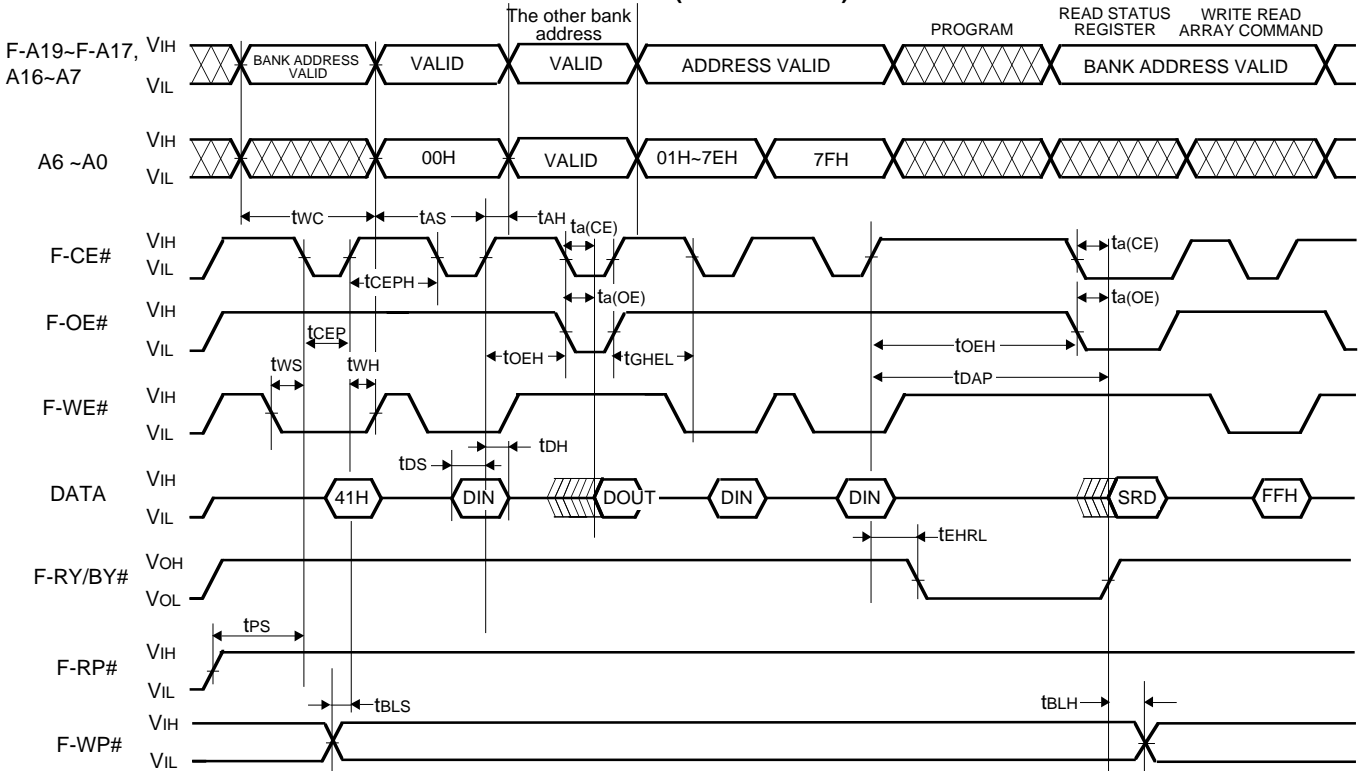 The other bank
address
PROGRAM
READ STATUS
REGISTER
WRITE READ
ARRAY COMMAND
F-A19~F-A17,
A16~A7
VIH
VIL
BANK ADDRESS
VALID
VALID
VALID
ADDRESS VALID
BANK ADDRESS VALID
A6 ~A0
VIH
VIL
00H
VALID
01H~7EH
7FH
tWC
tAS
tAH
ta(CE)
ta(CE)
F-CE#
VIH
VIL
tCEPH
ta(OE)
ta(OE)
F-OE#
VIH
VIL
tCEP
tOEH
tGHEL
tOEH
tWS
tWH
tDAP
F-WE#
VIH
VIL
tDH
tDS
DATA
VIH
VIL
41H
DIN
DOUT
DIN
DIN
SRD
FFH
tEHRL
F-RY/BY#
VOH
VOL
tPS
F-RP#
VIH
VIL
tBLS
tBLH
F-WP#
VIH
VIL